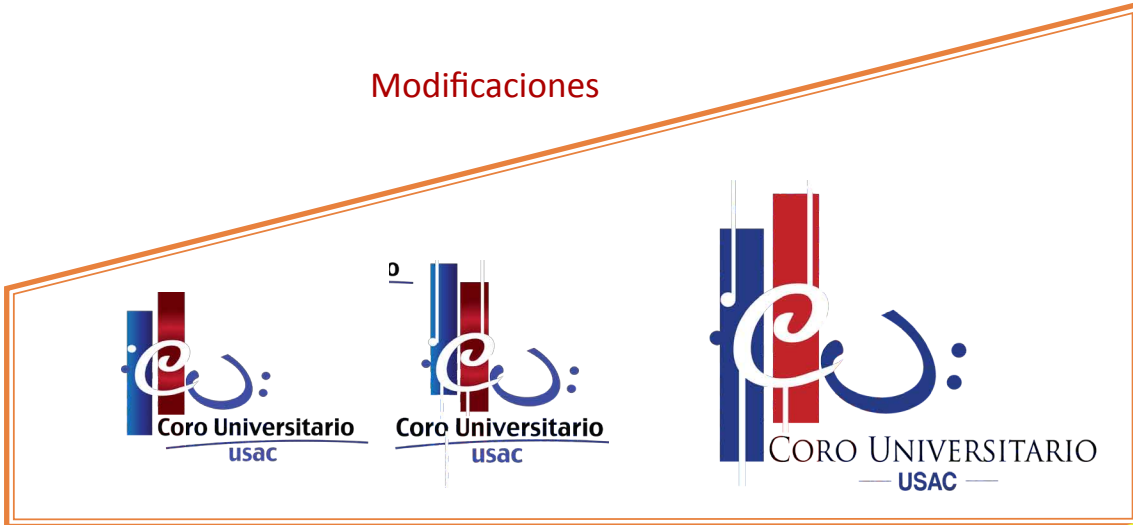 Modificaciones
o
Coro Universitario
usac
Coro Universitario
usac
CORO UNIVERSITARIO
USAC